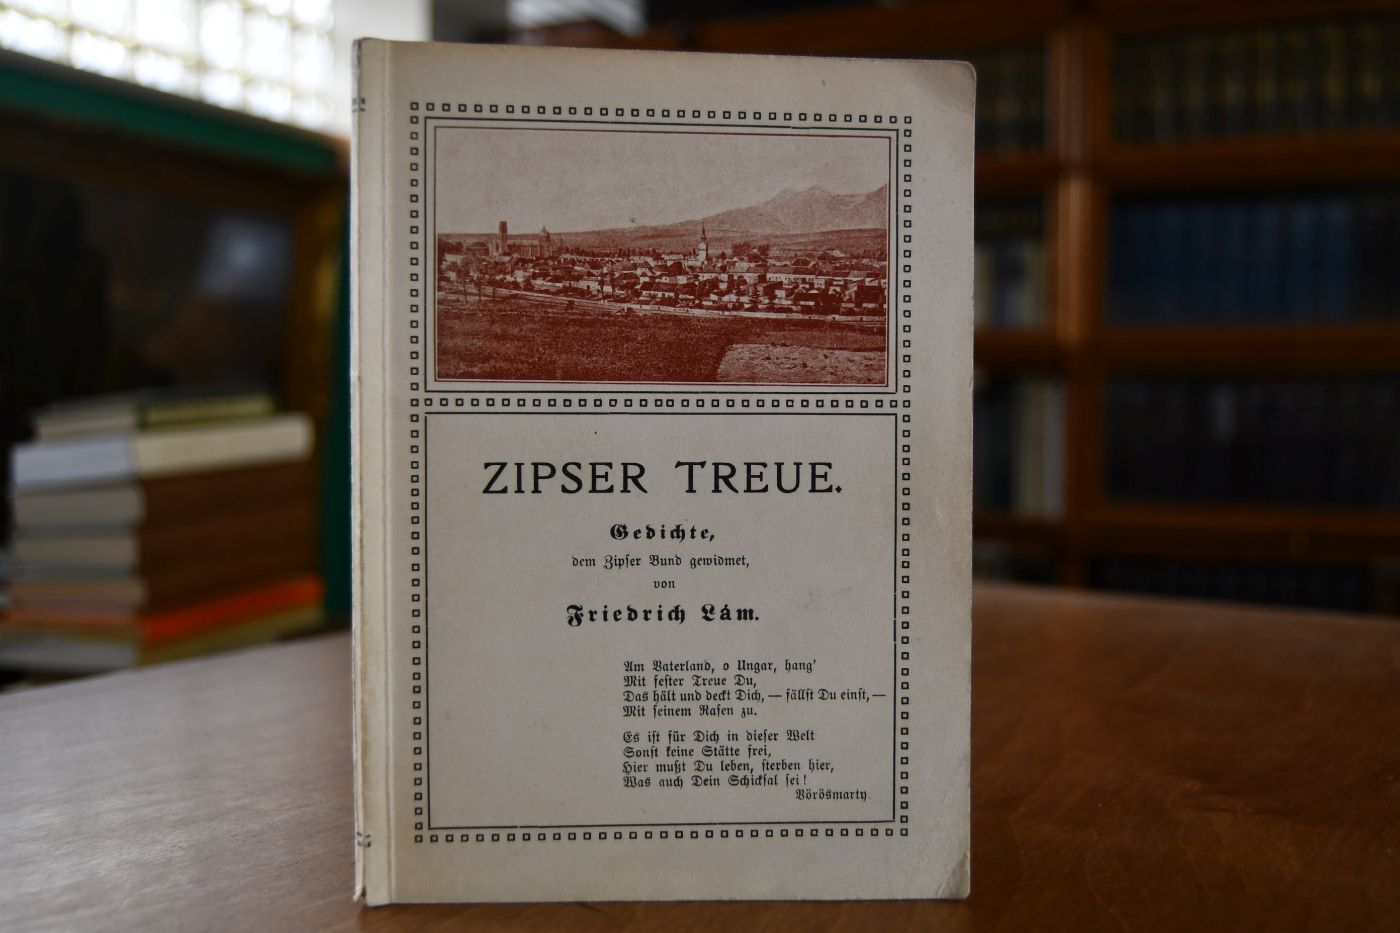 ZIPSER TREUE.
Gedichte,
dem Zipser Bund gewidmet,
von
Friedrich Lám.
Am Vaterland, o Ungar, hang'
Mit fester Treue Du,
Das hält und deckt Dich, — fällst Du einst, —
Mit seinem Rasen zu.
Es ist für Dich in dieser Welt
Sonst keine Stätte frei,
Hier mußt Du leben, sterben hier,
Was auch Dein Schicksal sei!
Vörösmarty